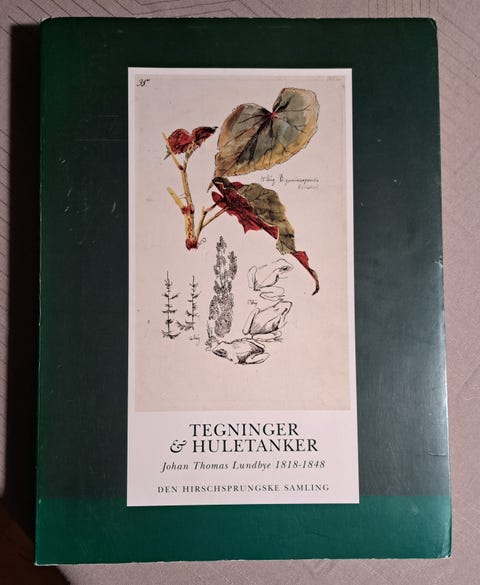 TEGNINGER
& HULETANKER
Johan Thomas Lundbye 1818-1848
DEN HIRSCHSPRUNGSKE SAMLING